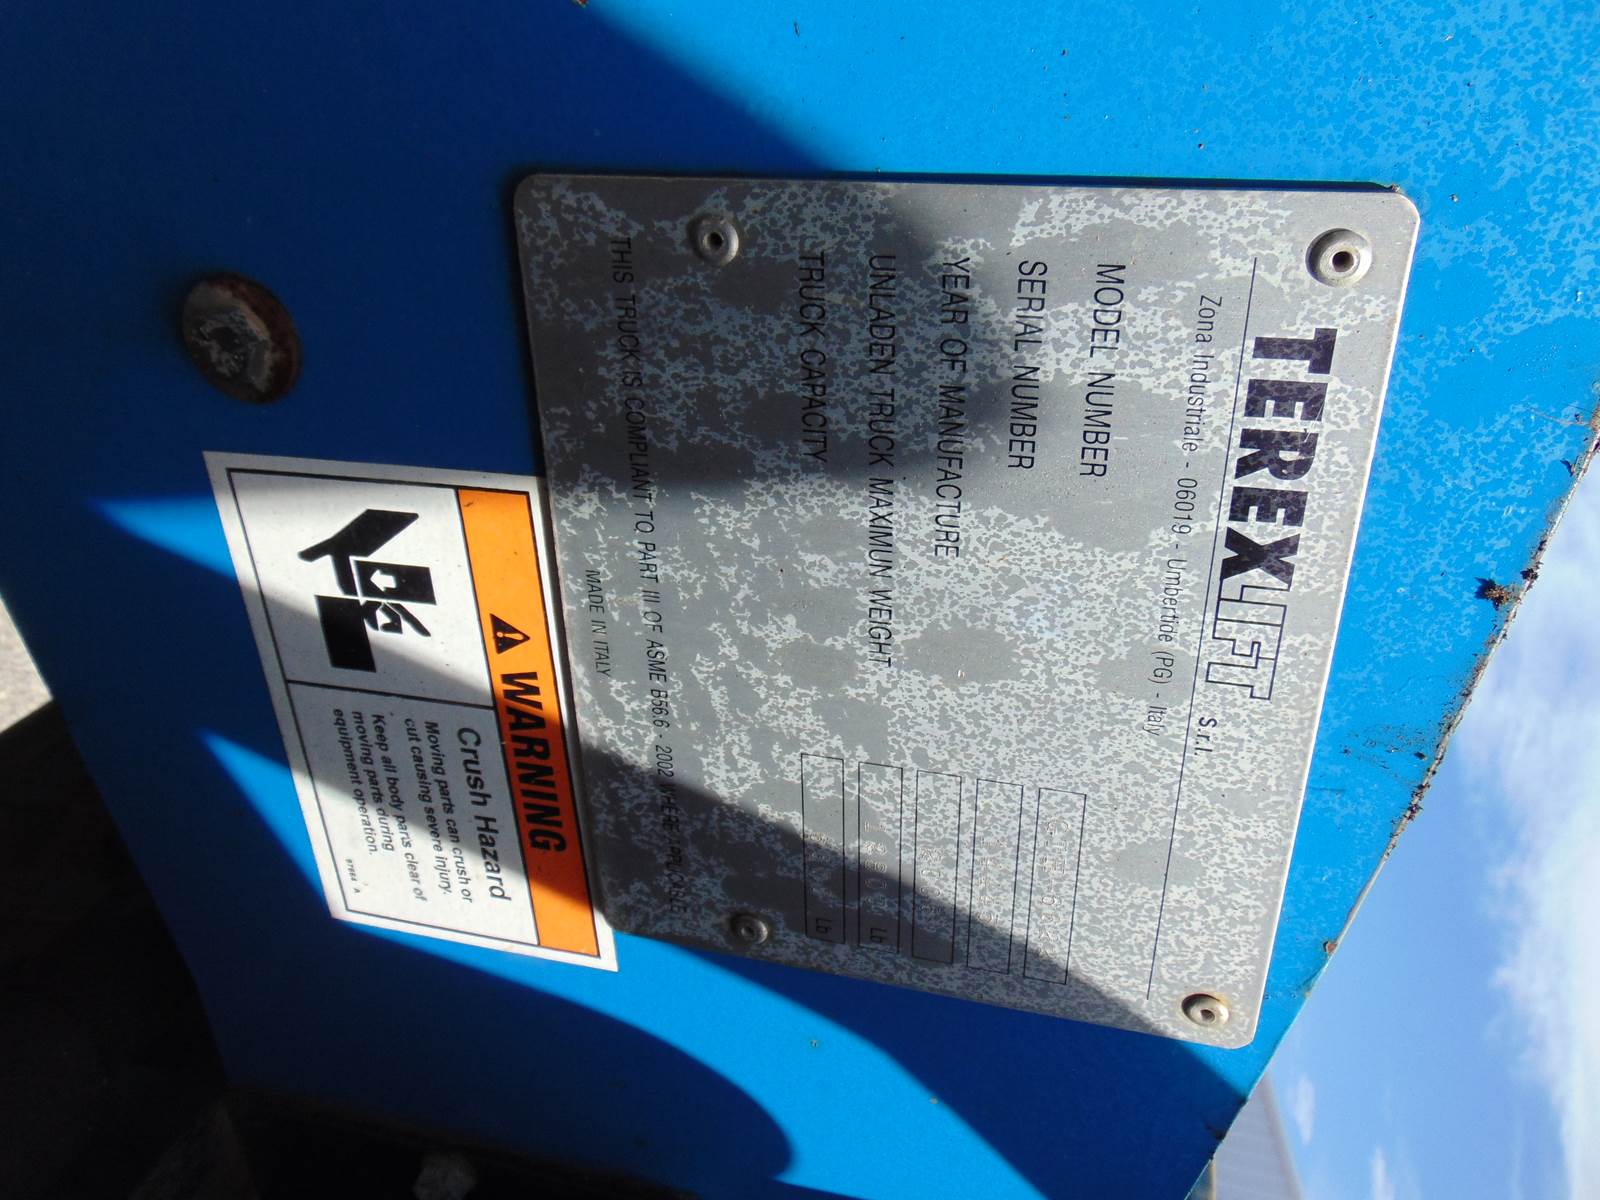 TEREXLIFT S.r.l.
Zona Industriale - 06019 - Umbertide (PG) - Italy
MODEL NUMBER
SERIAL NUMBER
YEAR OF MANUFACTURE
UNLADEN TRUCK MAXIMUN WEIGHT Lb
TRUCK CAPACITY Lb
THIS TRUCK IS COMPLIANT TO PART III OF ASME B56.6 - 2002 WHERE APPLICABLE
MADE IN ITALY
WARNING
Crush Hazard
Moving parts can crush or
cut causing severe injury.
Keep all body parts clear of
moving parts during
equipment operation.